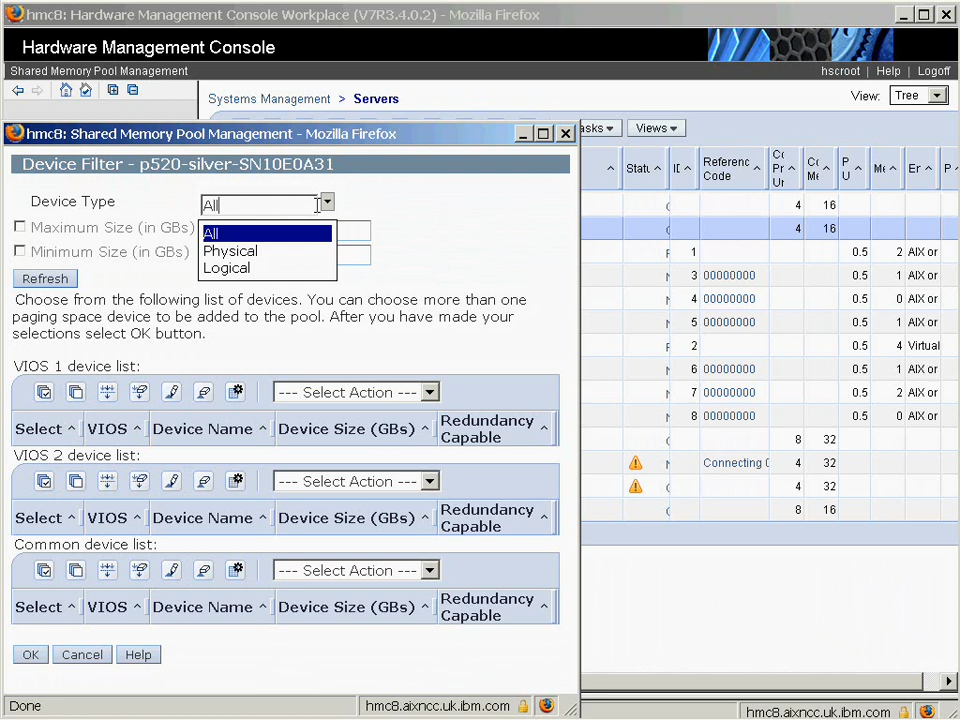 hmc8: Hardware Management Console Workplace (V7R3.4.0.2) - Mozilla Firefox
Hardware Management Console
Shared Memory Pool Management
hscroot | Help | Logoff
Systems Management > Servers
View: Tree
hmc8: Shared Memory Pool Management - Mozilla Firefox
Device Filter - p520-silver-SN10E0A31
Device Type All
All
Physical
Logical
Maximum Size (in GBs)
Minimum Size (in GBs)
Refresh
Choose from the following list of devices. You can choose more than one
paging space device to be added to the pool. After you have made your
selections select OK button.
VIOS 1 device list:
--- Select Action ---
Select ^ VIOS ^ Device Name ^ Device Size (GBs) ^ Redundancy Capable ^
VIOS 2 device list:
--- Select Action ---
Select ^ VIOS ^ Device Name ^ Device Size (GBs) ^ Redundancy Capable ^
Common device list:
--- Select Action ---
Select ^ VIOS ^ Device Name ^ Device Size (GBs) ^ Redundancy Capable ^
OK Cancel Help
Done hmc8.aixncc.uk.ibm.com
asks Views
Status ^ ID ^ Reference Code ^ ^ ^ ^ Me ^ Er ^ P
4 16
4 16
1 0.5 2 AIX or
3 00000000 0.5 1 AIX or
4 00000000 0.5 0 AIX or
5 00000000 0.5 1 AIX or
2 0.5 4 Virtual
6 00000000 0.5 1 AIX or
7 00000000 0.5 2 AIX or
8 00000000 0.5 0 AIX or
8 32
Connecting 4 32
4 32
8 16
hmc8.aixncc.uk.ibm.com